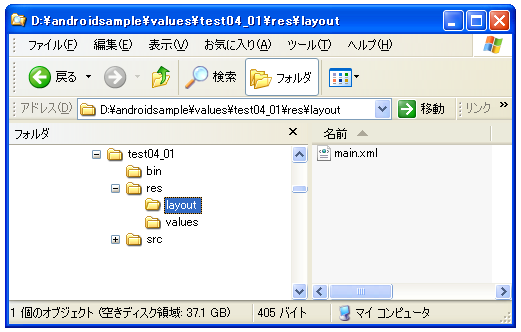 D:¥androidsample¥values¥test04_01¥res¥layout
ファイル(F) 編集(E) 表示(V) お気に入り(A) ツール(T) ヘルプ(H)
戻る 検索 フォルダ
アドレス(D) D:¥androidsample¥values¥test04_01¥res¥layout 移動 リンク »
フォルダ × 名前
test04_01 main.xml
bin
res
layout
values
src
1 個のオブジェクト (空きディスク領域: 37.1 GB) 405 バイト マイ コンピュータ